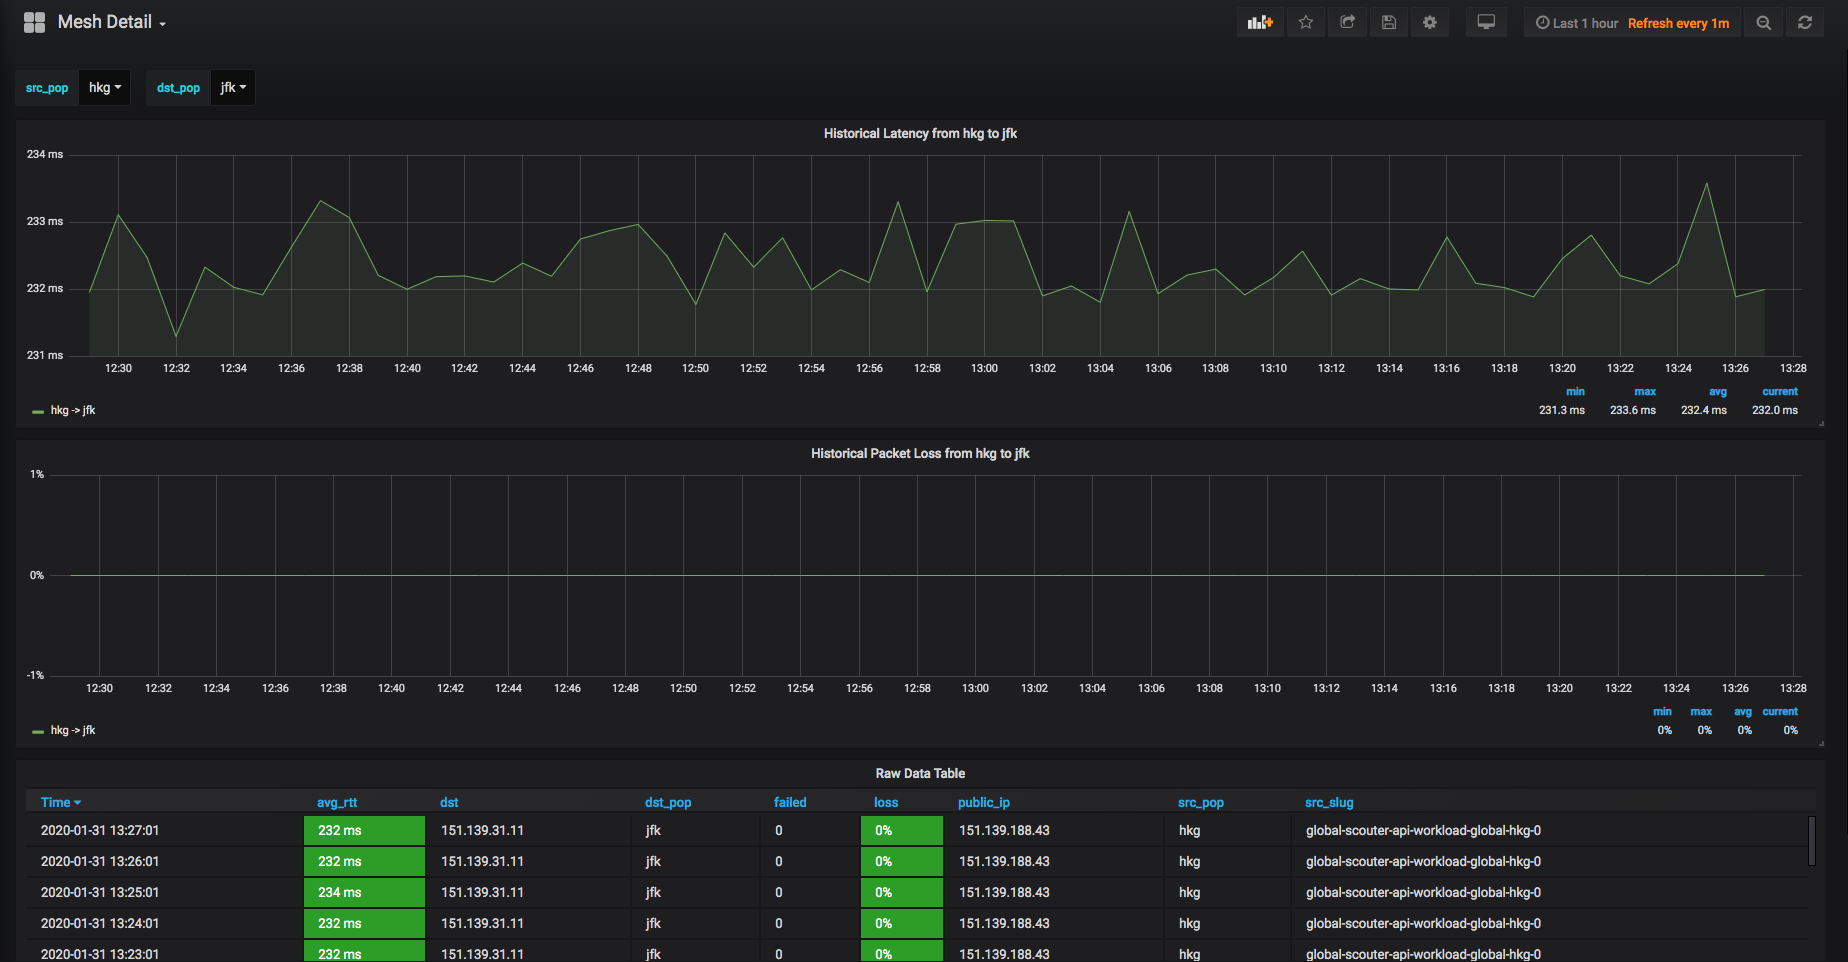 Mesh Detail
Last 1 hour Refresh every 1m
src_pop hkg dst_pop jfk
Historical Latency from hkg to jfk
234 ms
233 ms
232 ms
231 ms
12:30 12:32 12:34 12:36 12:38 12:40 12:42 12:44 12:46 12:48 12:50 12:52 12:54 12:56 12:58 13:00 13:02 13:04 13:06 13:08 13:10 13:12 13:14 13:16 13:18 13:20 13:22 13:24 13:26 13:28
min max avg current
hkg -> jfk 231.3 ms 233.6 ms 232.4 ms 232.0 ms
Historical Packet Loss from hkg to jfk
1%
0%
-1%
12:30 12:32 12:34 12:36 12:38 12:40 12:42 12:44 12:46 12:48 12:50 12:52 12:54 12:56 12:58 13:00 13:02 13:04 13:06 13:08 13:10 13:12 13:14 13:16 13:18 13:20 13:22 13:24 13:26 13:28
min max avg current
hkg -> jfk 0% 0% 0% 0%
Raw Data Table
Time avg_rtt dst dst_pop failed loss public_ip src_pop src_slug
2020-01-31 13:27:01 232 ms 151.139.31.11 jfk 0 0% 151.139.188.43 hkg global-scouter-api-workload-global-hkg-0
2020-01-31 13:26:01 232 ms 151.139.31.11 jfk 0 0% 151.139.188.43 hkg global-scouter-api-workload-global-hkg-0
2020-01-31 13:25:01 234 ms 151.139.31.11 jfk 0 0% 151.139.188.43 hkg global-scouter-api-workload-global-hkg-0
2020-01-31 13:24:01 232 ms 151.139.31.11 jfk 0 0% 151.139.188.43 hkg global-scouter-api-workload-global-hkg-0
2020-01-31 13:23:01 232 ms 151.139.31.11 jfk 0 0% 151.139.188.43 hkg global-scouter-api-workload-global-hkg-0